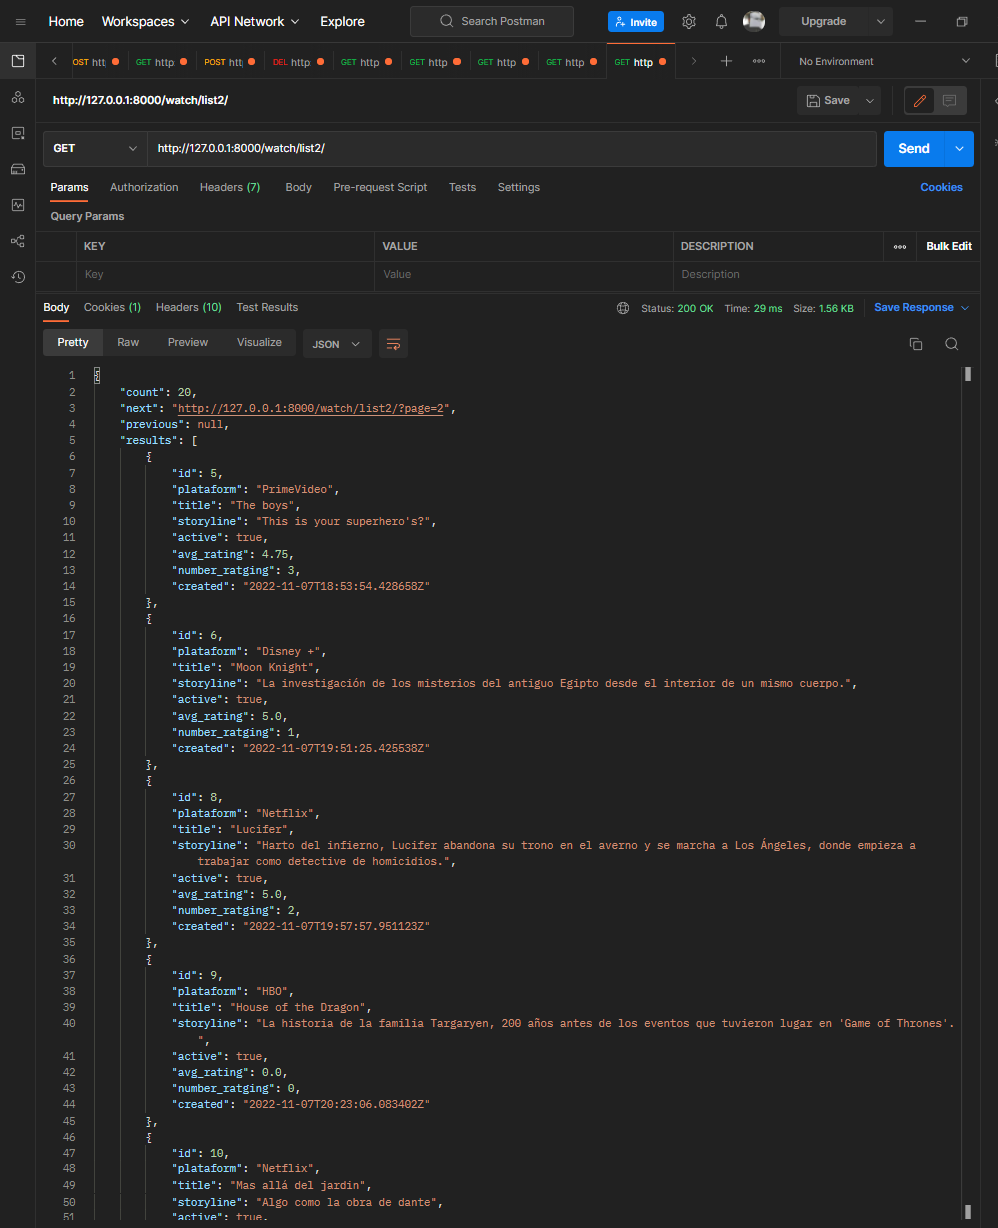 Home Workspaces API Network Explore Search Postman Invite Upgrade
OST htt GET http POST htt DEL http GET http GET http GET http GET http GET http No Environment
http://127.0.0.1:8000/watch/list2/ Save
GET http://127.0.0.1:8000/watch/list2/ Send
Params Authorization Headers (7) Body Pre-request Script Tests Settings Cookies
Query Params
KEY VALUE DESCRIPTION Bulk Edit
Key Value Description
Body Cookies (1) Headers (10) Test Results Status: 200 OK Time: 29 ms Size: 1.56 KB Save Response
Pretty Raw Preview Visualize JSON
1 {
2 "count": 20,
3 "next": "http://127.0.0.1:8000/watch/list2/?page=2",
4 "previous": null,
5 "results": [
6 {
7 "id": 5,
8 "plataform": "PrimeVideo",
9 "title": "The boys",
10 "storyline": "This is your superhero's?",
11 "active": true,
12 "avg_rating": 4.75,
13 "number_ratging": 3,
14 "created": "2022-11-07T18:53:54.428658Z"
15 },
16 {
17 "id": 6,
18 "plataform": "Disney +",
19 "title": "Moon Knight",
20 "storyline": "La investigación de los misterios del antiguo Egipto desde el interior de un mismo cuerpo.",
21 "active": true,
22 "avg_rating": 5.0,
23 "number_ratging": 1,
24 "created": "2022-11-07T19:51:25.425538Z"
25 },
26 {
27 "id": 8,
28 "plataform": "Netflix",
29 "title": "Lucifer",
30 "storyline": "Harto del infierno, Lucifer abandona su trono en el averno y se marcha a Los Ángeles, donde empieza a
trabajar como detective de homicidios.",
31 "active": true,
32 "avg_rating": 5.0,
33 "number_ratging": 2,
34 "created": "2022-11-07T19:57:57.951123Z"
35 },
36 {
37 "id": 9,
38 "plataform": "HBO",
39 "title": "House of the Dragon",
40 "storyline": "La historia de la familia Targaryen, 200 años antes de los eventos que tuvieron lugar en 'Game of Thrones'.
",
41 "active": true,
42 "avg_rating": 0.0,
43 "number_ratging": 0,
44 "created": "2022-11-07T20:23:06.083402Z"
45 },
46 {
47 "id": 10,
48 "plataform": "Netflix",
49 "title": "Mas allá del jardin",
50 "storyline": "Algo como la obra de dante",
51 "active": true,